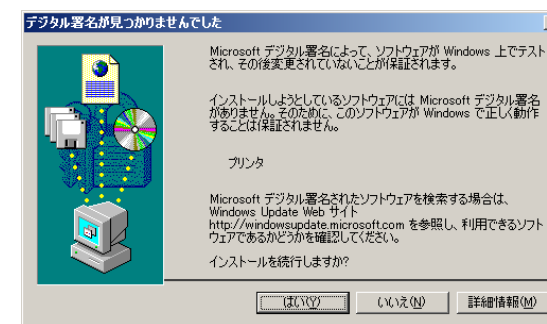 デジタル署名が見つかりませんでした
Microsoft デジタル署名によって、ソフトウェアが Windows 上でテスト
され、その後変更されていないことが保証されます。
インストールしようとしているソフトウェアには Microsoft デジタル署名
がありません。そのために、このソフトウェアが Windows で正しく動作
することは保証されません。
プリンタ
Microsoft デジタル署名されたソフトウェアを検索する場合は、
Windows Update Web サイト
http://windowsupdate.microsoft.com を参照し、利用できるソフト
ウェアであるかどうかを確認してください。
インストールを続行しますか?
はい(Y) いいえ(N) 詳細情報(M)